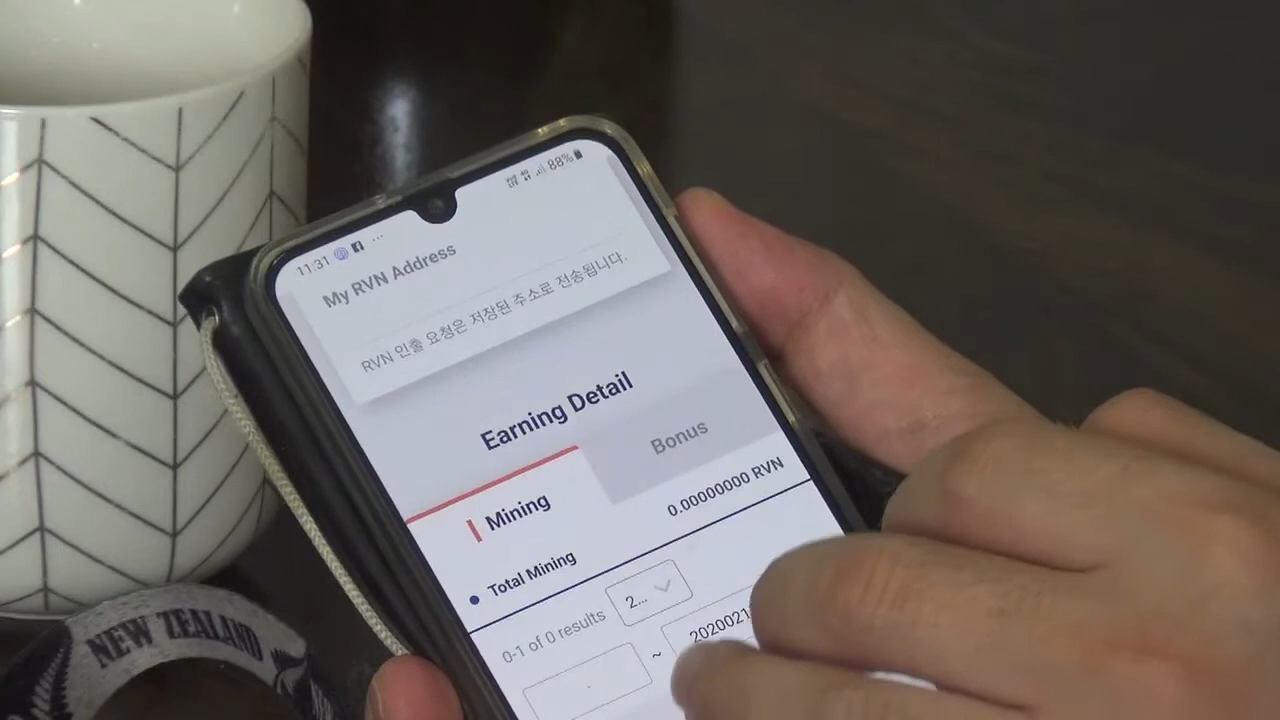 11:31
88%
My RVN Address
RVN 인출 요청은 저장된 주소로 전송됩니다.
Earning Detail
Mining
Bonus
Total Mining
0.00000000 RVN
0-1 of 0 results
2...
~
20200221
NEW ZEALAND